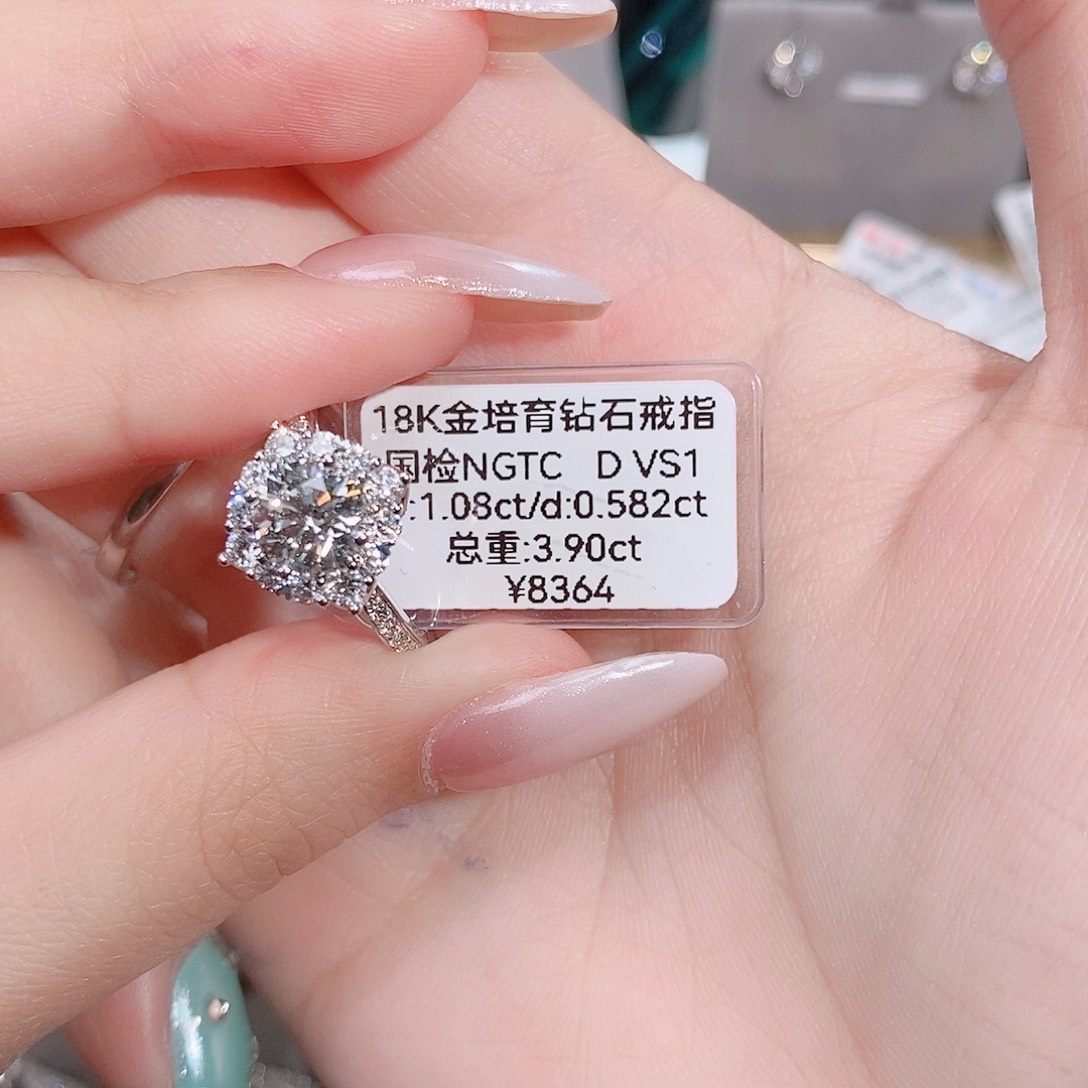 18K金培育钻石戒指
国检NGTC D VS1
:1.08ct/d:0.582ct
总重:3.90ct
¥8364